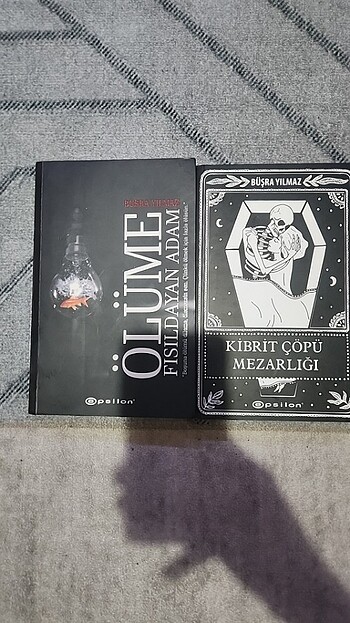 BÜŞRA YILMAZ
ÖLÜME
FISILDAYAN ADAM
epsilon
BÜŞRA YILMAZ
KİBRİT ÇÖPÜ
MEZARLIĞI
epsilon